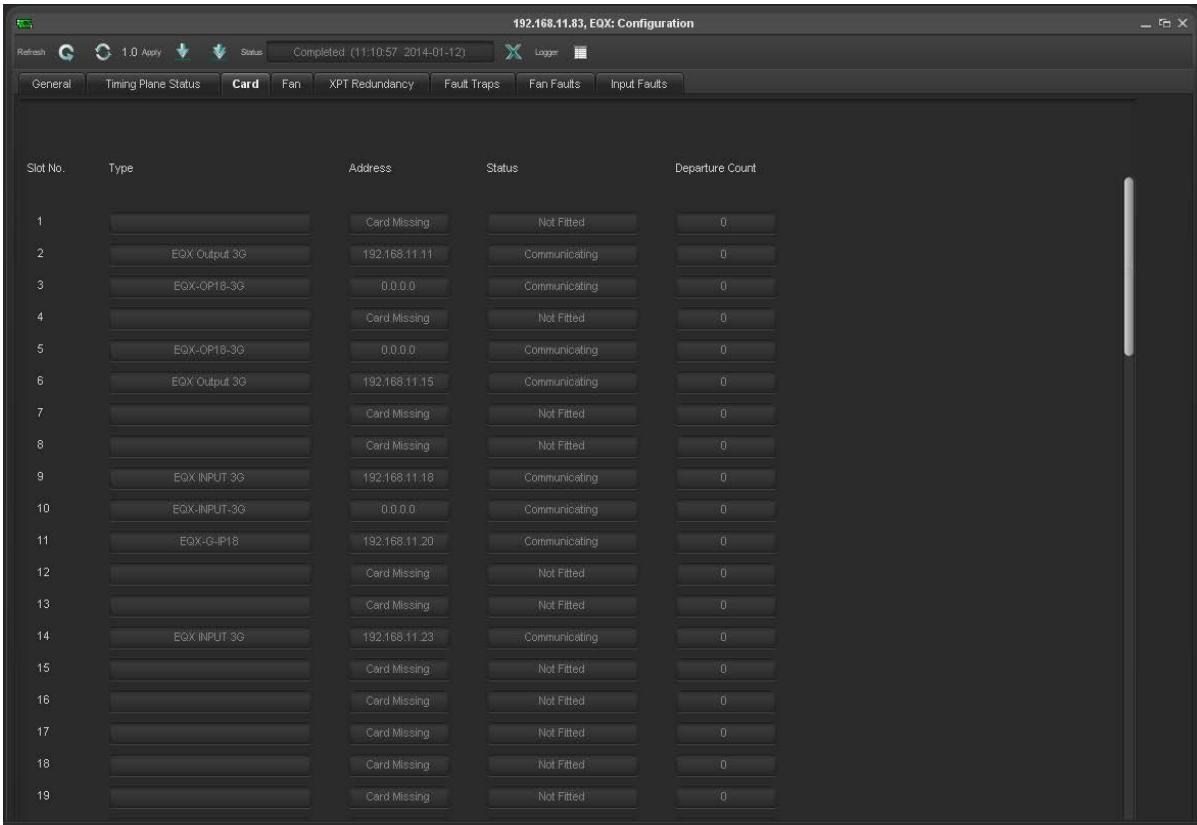 192.168.11.83, EQX: Configuration
Refresh 1.0 Apply Status Completed (11:10:57 2014-01-12) Logger
General Timing Plane Status Card Fan XPT Redundancy Fault Traps Fan Faults Input Faults
Slot No. Type Address Status Departure Count
1 Card Missing Not Fitted 0
2 EQX Output 3G 192.168.11.11 Communicating 0
3 EQX-OP18-3G 0.0.0.0 Communicating 0
4 Card Missing Not Fitted 0
5 EQX-OP18-3G 0.0.0.0 Communicating 0
6 EQX Output 3G 192.168.11.15 Communicating 0
7 Card Missing Not Fitted 0
8 Card Missing Not Fitted 0
9 EQX INPUT 3G 192.168.11.18 Communicating 0
10 EQX-INPUT-3G 0.0.0.0 Communicating 0
11 EQX-G-IP18 192.168.11.20 Communicating 0
12 Card Missing Not Fitted 0
13 Card Missing Not Fitted 0
14 EQX INPUT 3G 192.168.11.23 Communicating 0
15 Card Missing Not Fitted 0
16 Card Missing Not Fitted 0
17 Card Missing Not Fitted 0
18 Card Missing Not Fitted 0
19 Card Missing Not Fitted 0